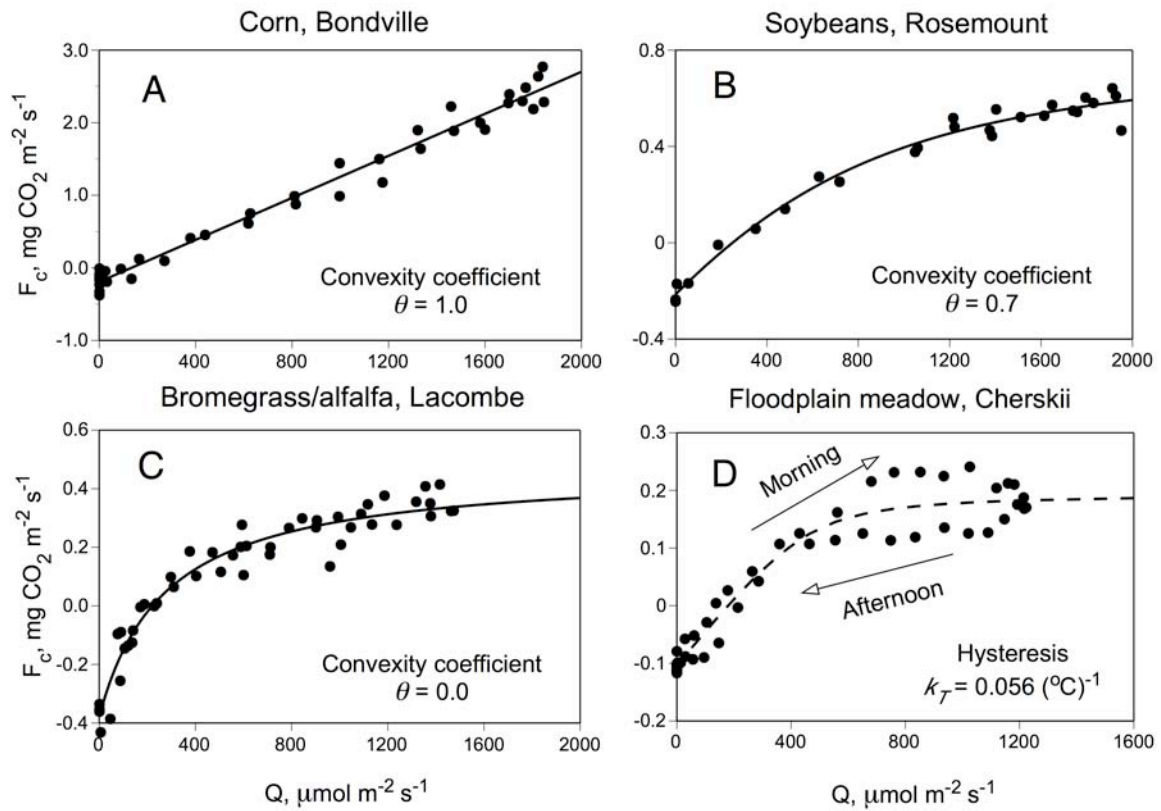 Corn, Bondville
A
3.0
2.0
1.0
0.0
-1.0
F_c, mg CO₂ m⁻² s⁻¹
Convexity coefficient
θ = 1.0
0 400 800 1200 1600 2000
Soybeans, Rosemount
B
0.8
0.4
0
-0.4
Convexity coefficient
θ = 0.7
0 400 800 1200 1600 2000
Bromegrass/alfalfa, Lacombe
C
0.6
0.4
0.2
0.0
-0.2
-0.4
F_c, mg CO₂ m⁻² s⁻¹
Convexity coefficient
θ = 0.0
0 400 800 1200 1600 2000
Q, μmol m⁻² s⁻¹
Floodplain meadow, Cherskii
D
0.3
0.2
0.1
0.0
-0.1
-0.2
Morning
Afternoon
Hysteresis
k_T = 0.056 (°C)⁻¹
0 400 800 1200 1600
Q, μmol m⁻² s⁻¹